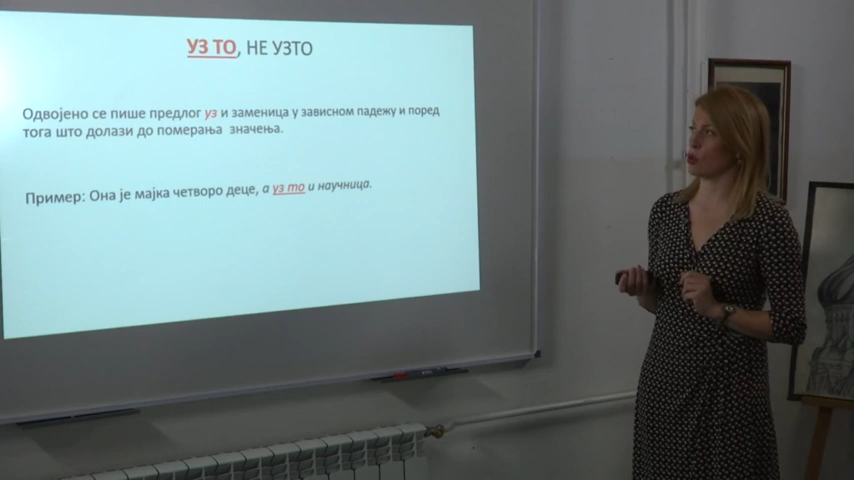 УЗ ТО, НЕ УЗТО
Одвојено се пише предлог уз и заменица у зависном падежу и поред
тога што долази до померања значења.
Пример: Она је мајка четворо деце, а уз то и научница.